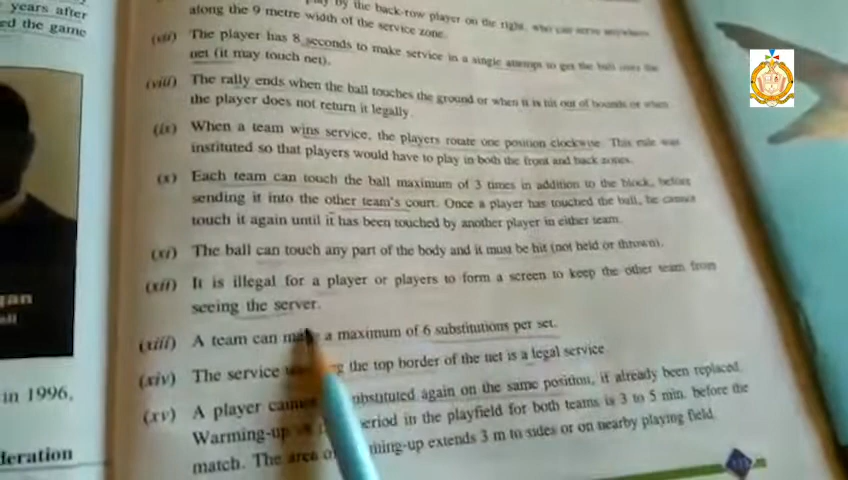 years after
ed the game
by the back-row player on the right, who can serve anywhere
along the 9 metre width of the service zone.
(vii) The player has 8 seconds to make service in a single attempt to get the ball over the
net (it may touch net).
(viii) The rally ends when the ball touches the ground or when it is hit out of bounds or when
the player does not return it legally.
(ix) When a team wins service, the players rotate one position clockwise. This rule was
instituted so that players would have to play in both the front and back zones.
(x) Each team can touch the ball maximum of 3 times in addition to the block, before
sending it into the other team's court. Once a player has touched the ball, he cannot
touch it again until it has been touched by another player in either team.
(xi) The ball can touch any part of the body and it must be hit (not held or thrown).
(xii) It is illegal for a player or players to form a screen to keep the other team from
seeing the server.
(xiii) A team can make a maximum of 6 substitutions per set.
(xiv) The service the top border of the net is a legal service
(xv) A player substituted again on the same position, if already been replaced.
Warming-up period in the playfield for both teams is 3 to 5 min. before the
match. The area extends 3 m to sides or on nearby playing field.
in 1996.